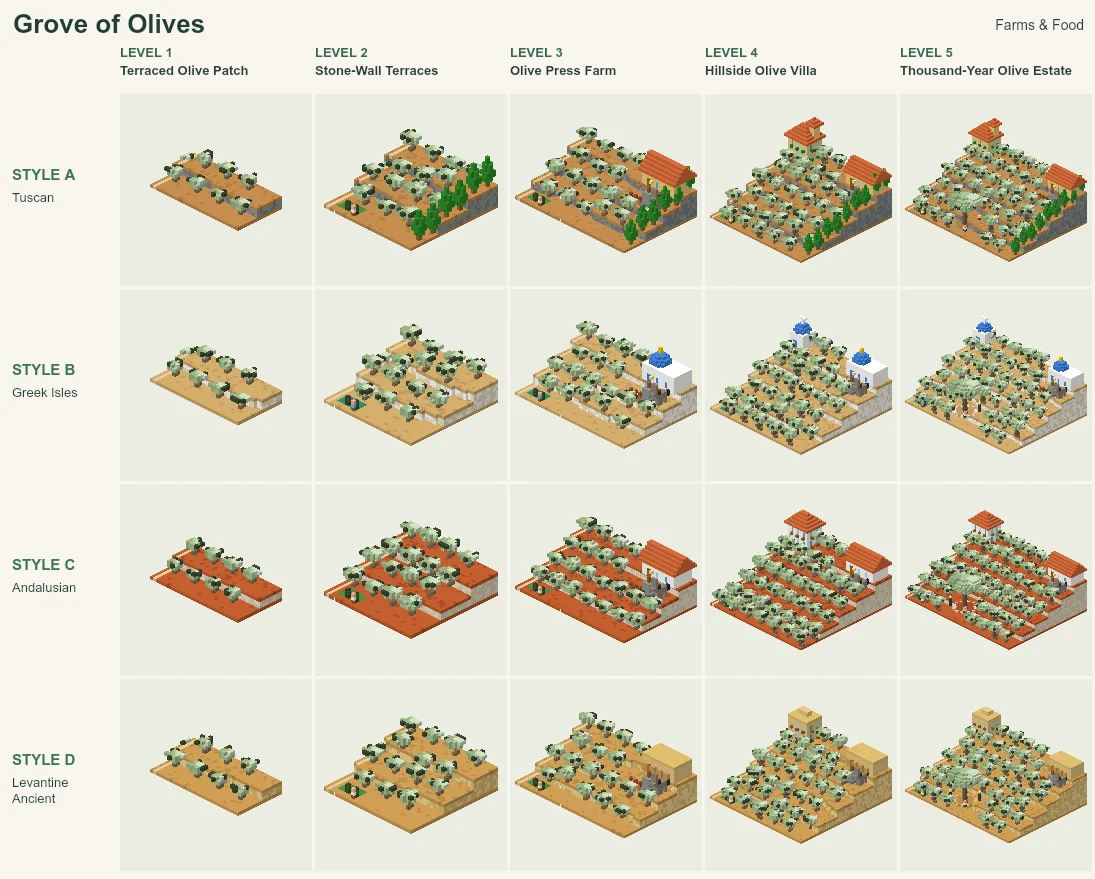 Grove of Olives
Farms & Food
LEVEL 1
Terraced Olive Patch
LEVEL 2
Stone-Wall Terraces
LEVEL 3
Olive Press Farm
LEVEL 4
Hillside Olive Villa
LEVEL 5
Thousand-Year Olive Estate
STYLE A
Tuscan
STYLE B
Greek Isles
STYLE C
Andalusian
STYLE D
Levantine
Ancient